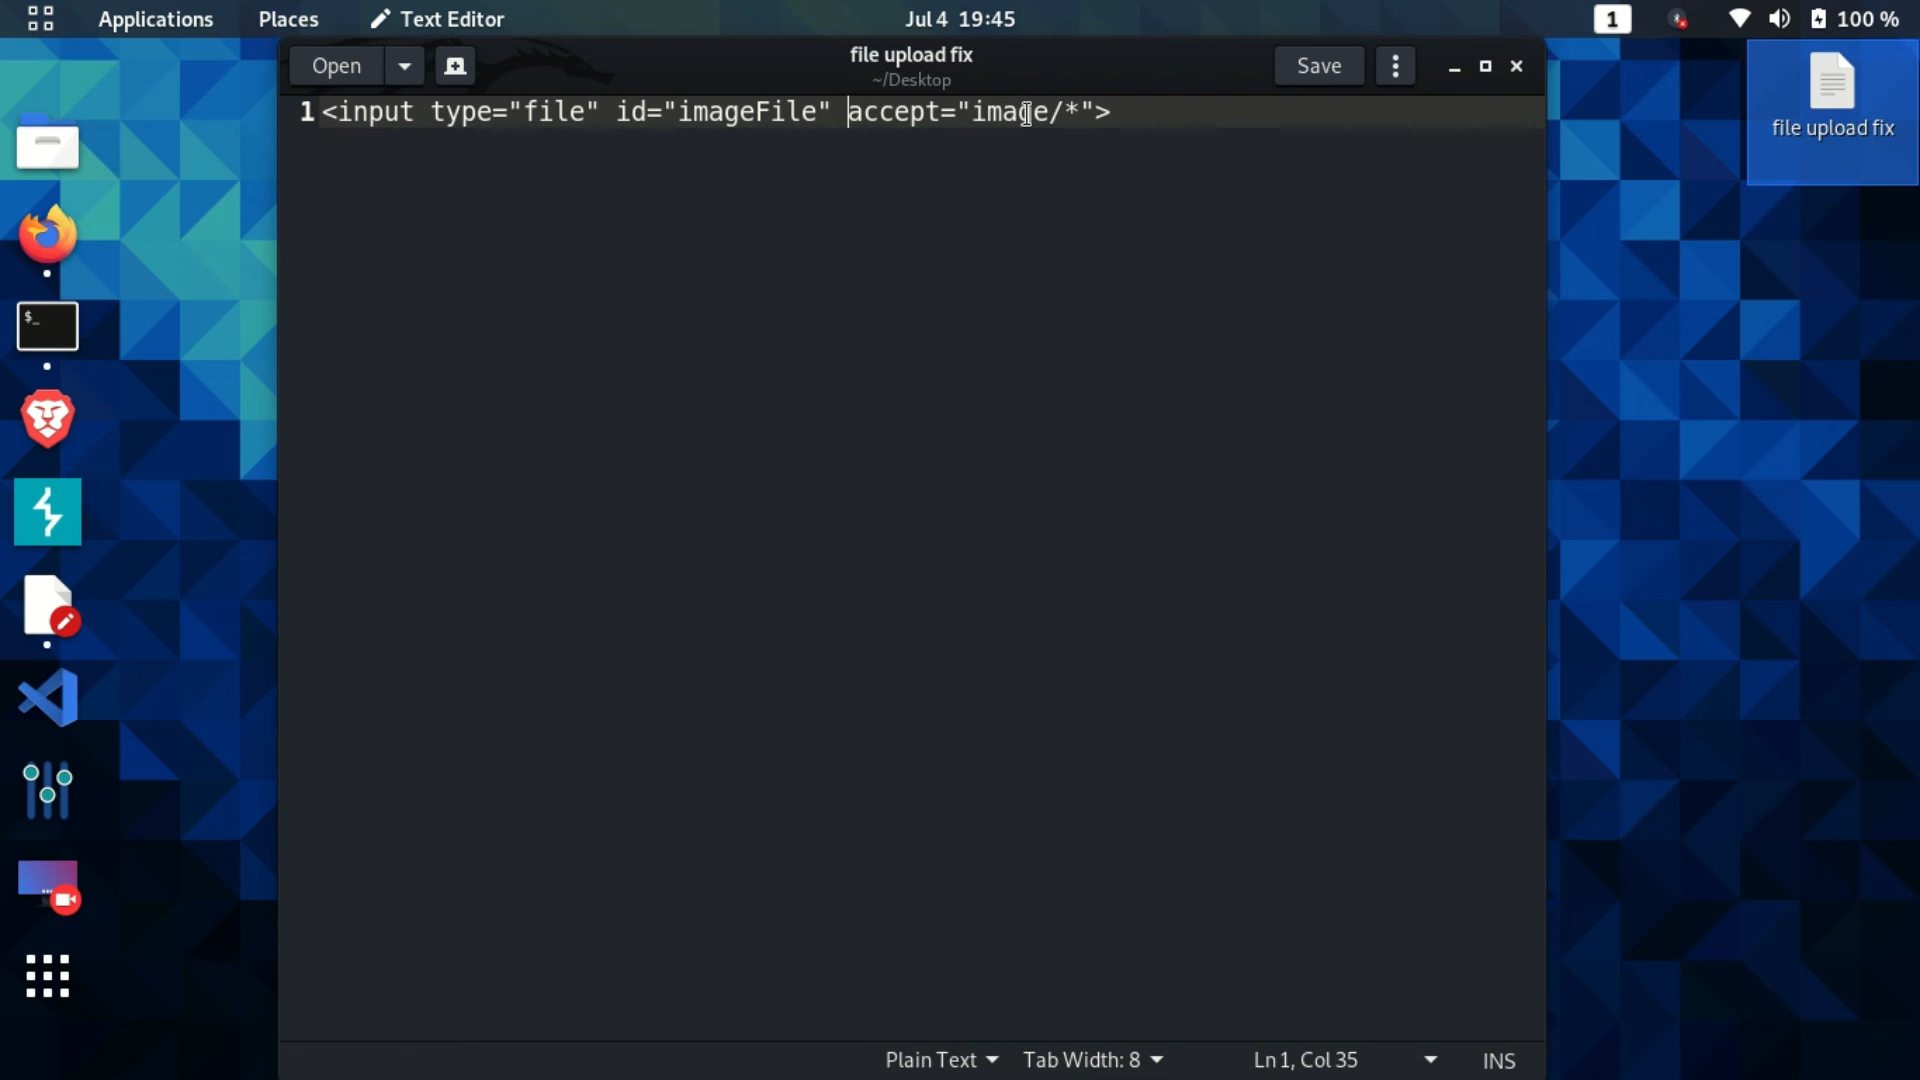 Applications Places Text Editor Jul 4 19:45 1 100 %
Open file upload fix Save
~/Desktop
1 <input type="file" id="imageFile" accept="image/*">
file upload fix
$_
Plain Text Tab Width: 8 Ln 1, Col 35 INS